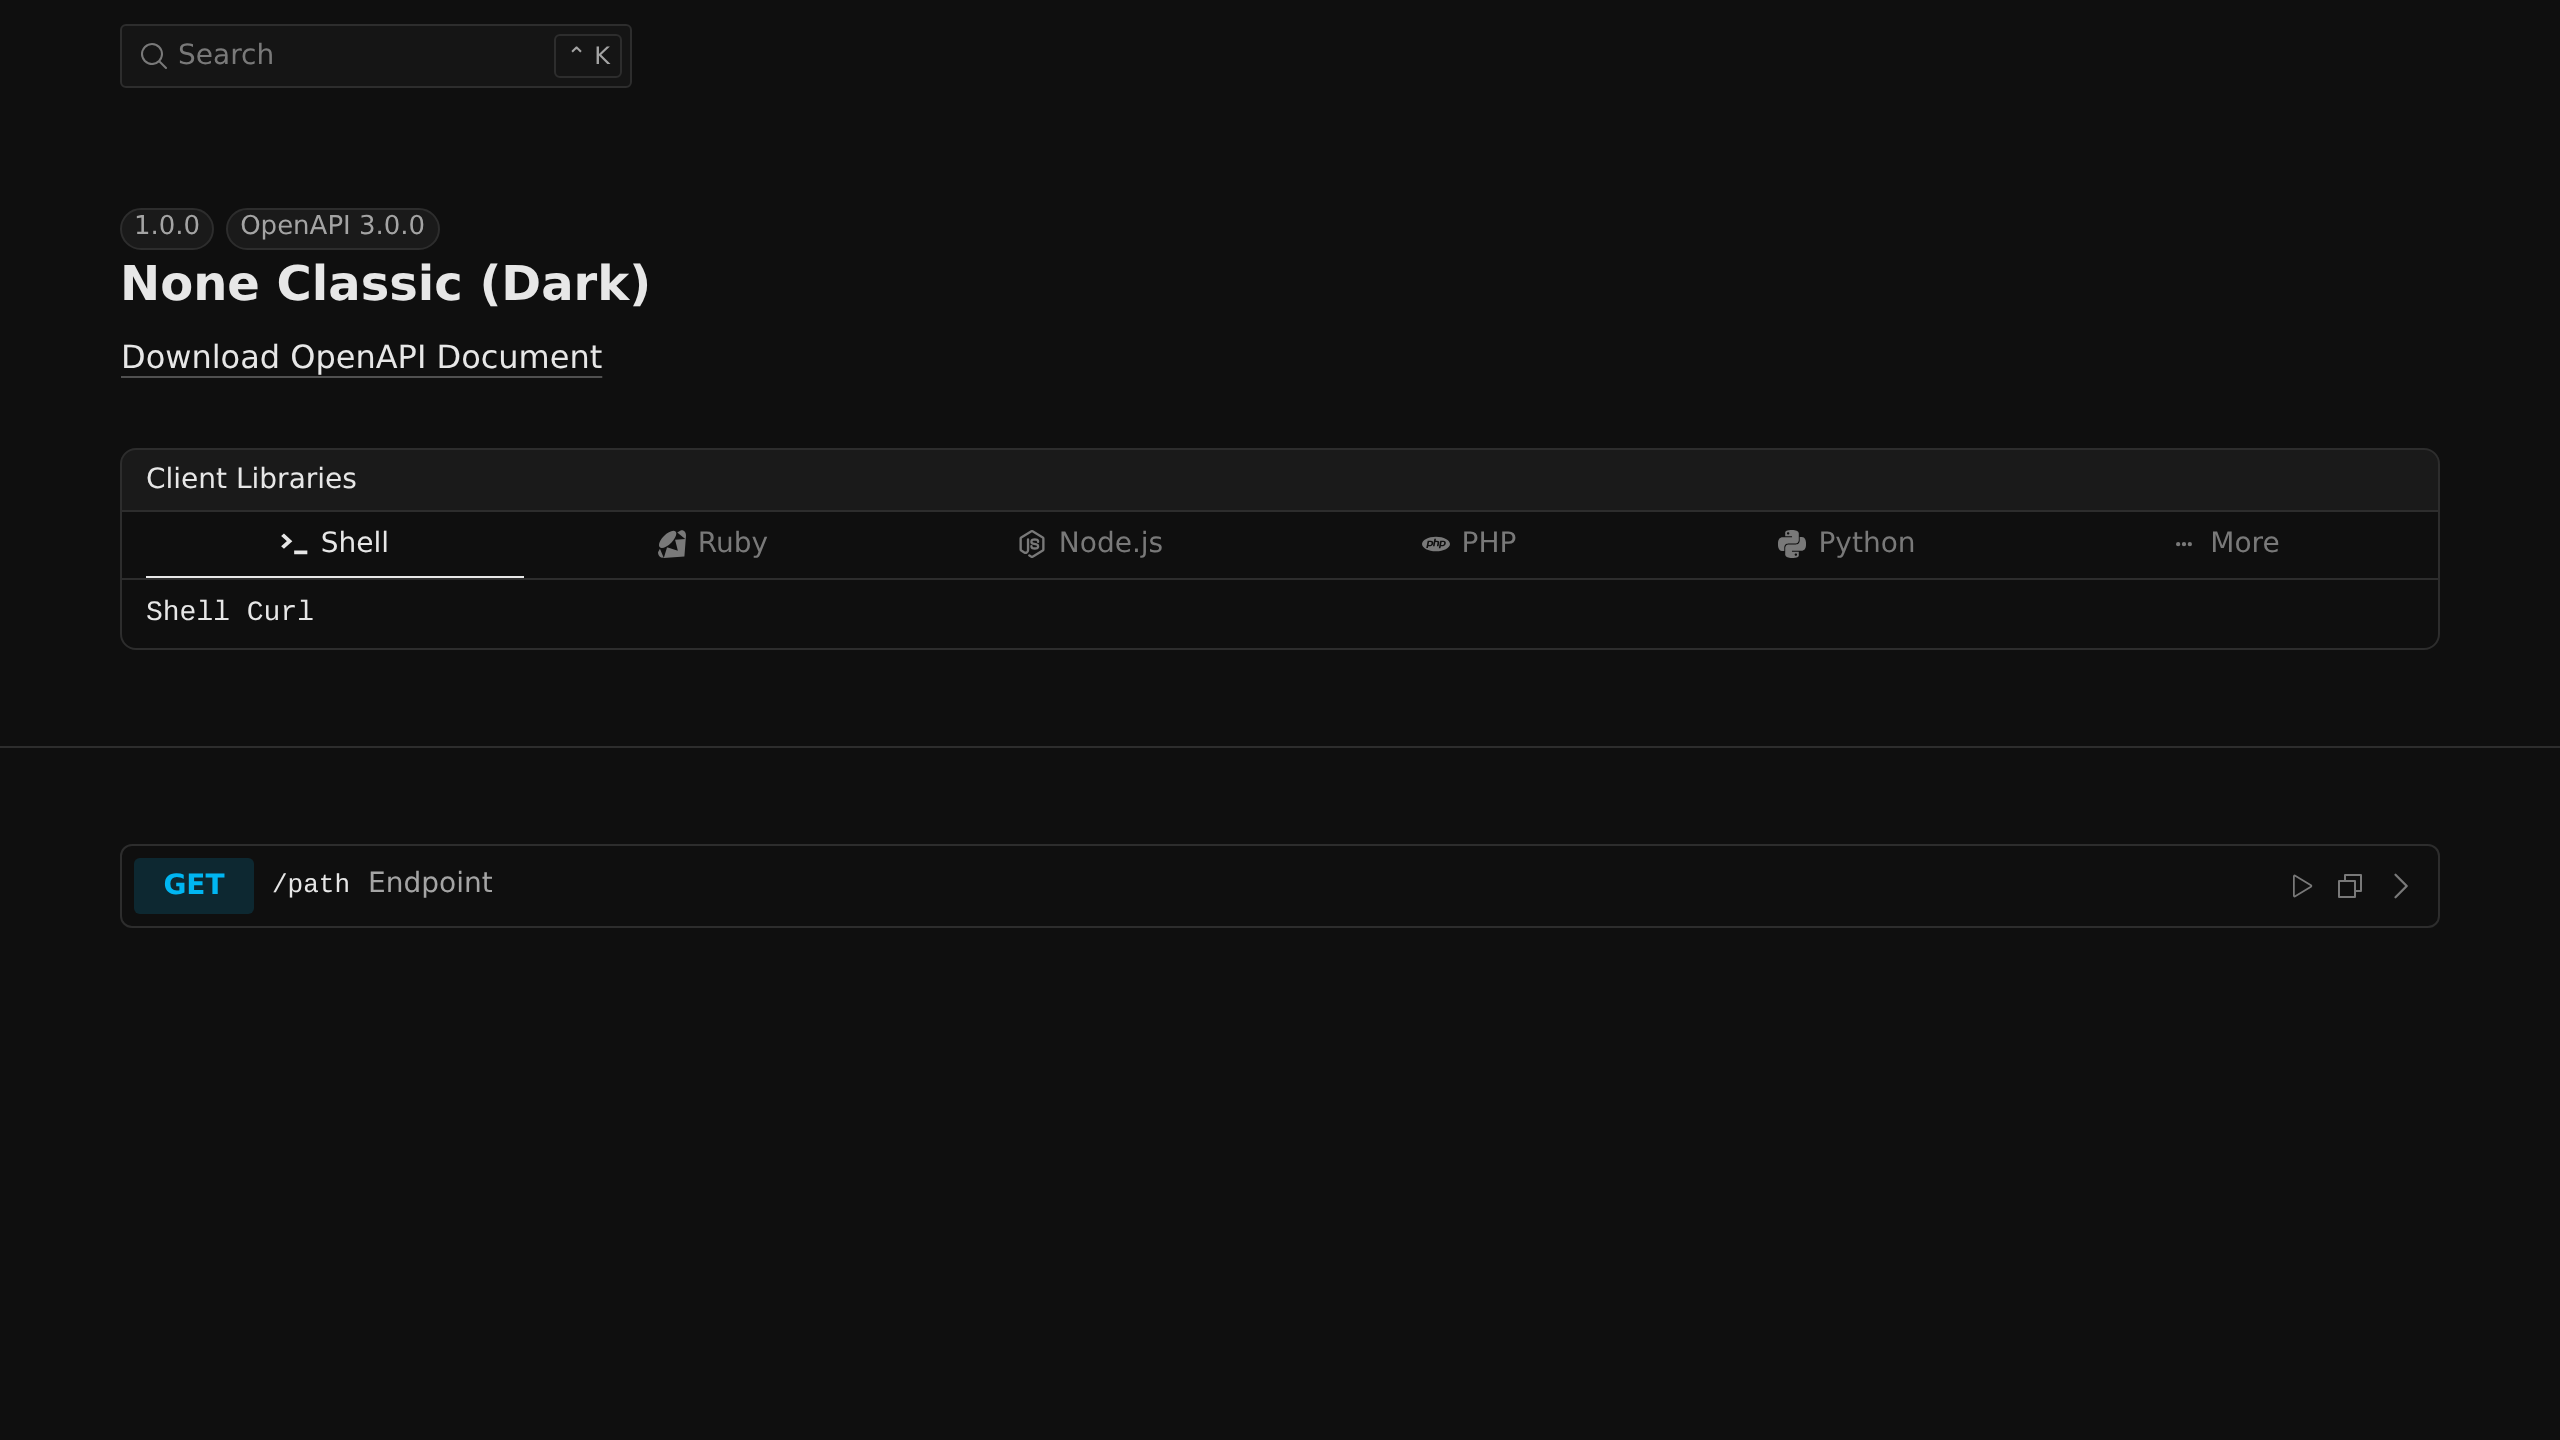 Search ⌃ K
1.0.0 OpenAPI 3.0.0
None Classic (Dark)
Download OpenAPI Document
Client Libraries
Shell Ruby Node.js PHP Python More
Shell Curl
GET /path Endpoint